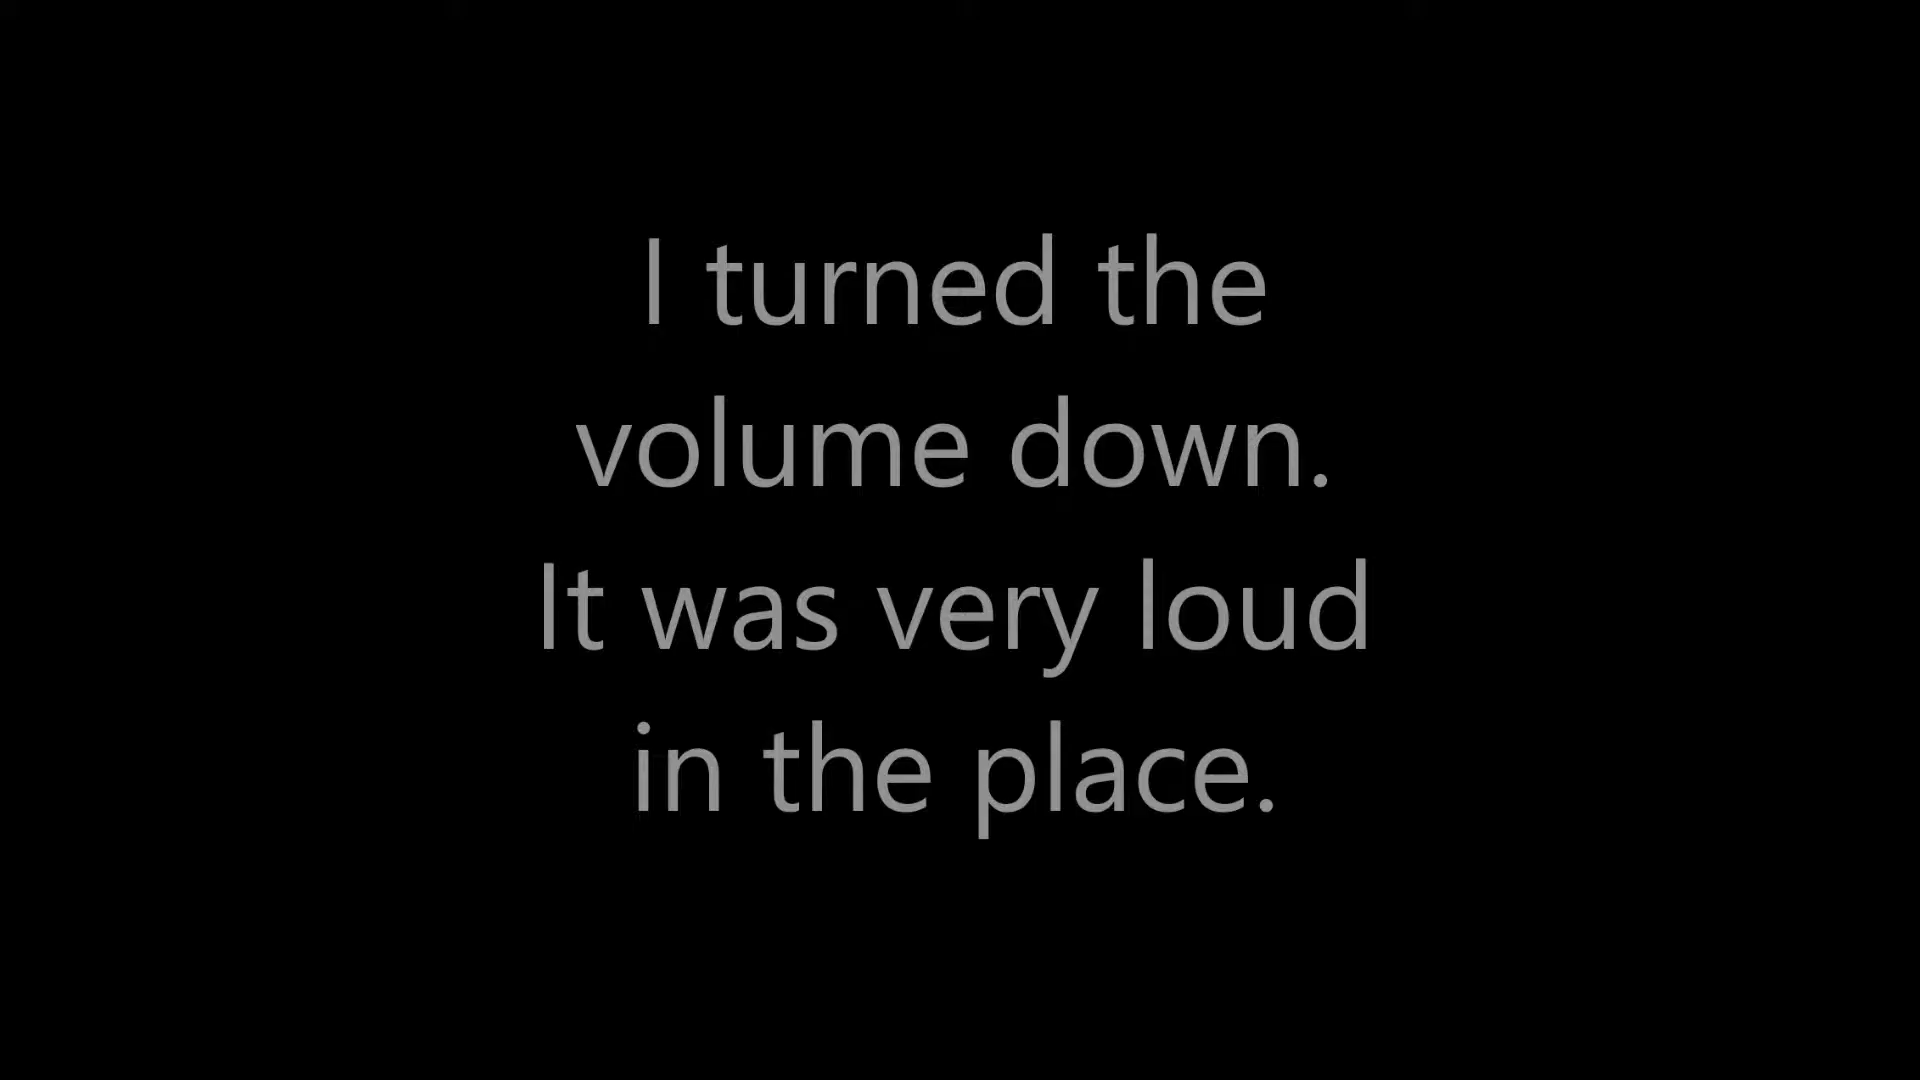 I turned the
volume down.
It was very loud
in the place.